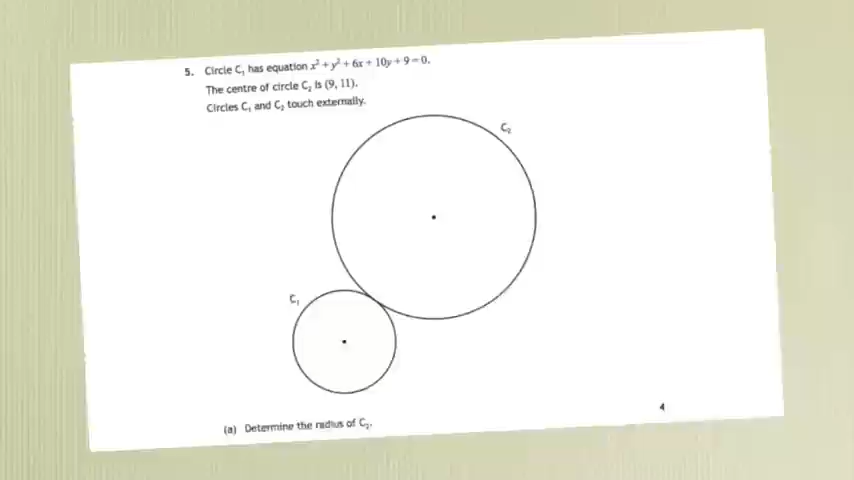 5. Circle C₁ has equation x² + y² + 6x + 10y + 9 = 0.
The centre of circle C₂ is (9, 11).
Circles C₁ and C₂ touch externally.
C₂
C₁
4
(a) Determine the radius of C₂.